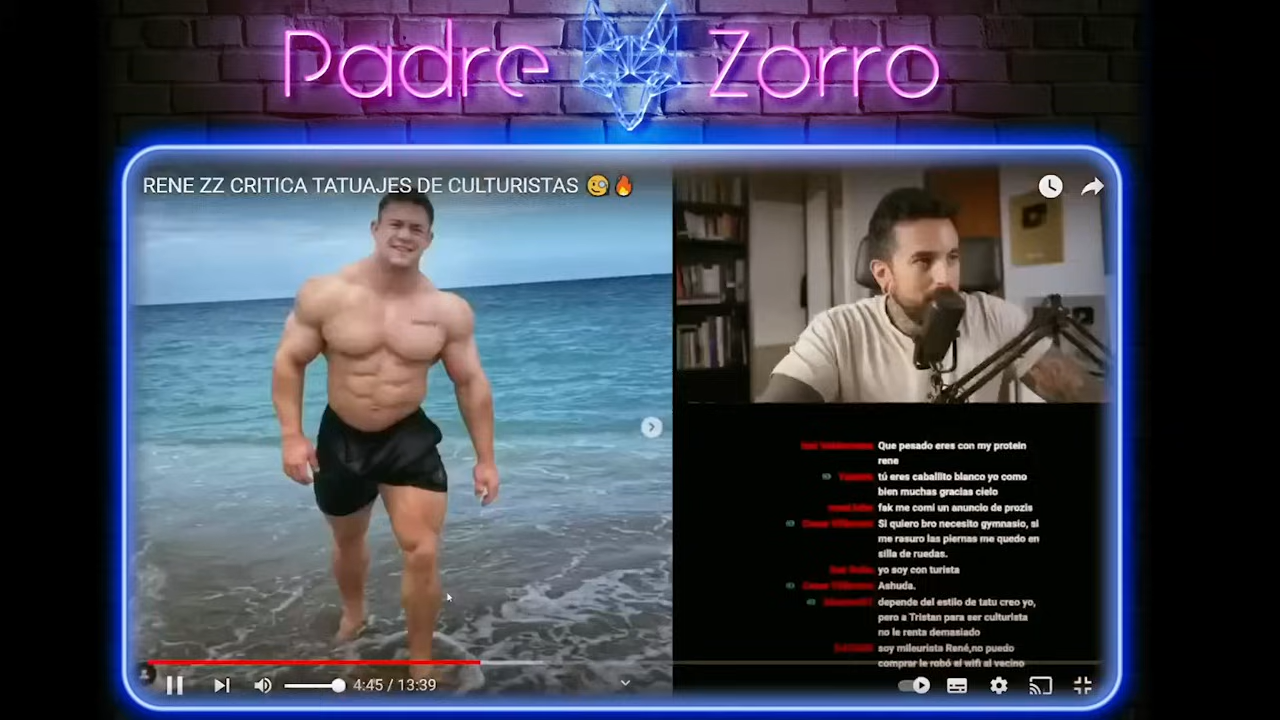 Padre Zorro
RENE ZZ CRITICA TATUAJES DE CULTURISTAS 🧐🔥
Que pesado eres con my protein
rene
tú eres caballito blanco yo como
bien muchas gracias cielo
fak me comi un anuncio de prozis
Si quiero bro necesito gymnasio, si
me rasuro las piernas me quedo en
silla de ruedas.
yo soy con turista
Ashuda.
depende del estilo de tatu creo yo,
pero a Tristan para ser culturista
no le renta demasiado
soy mileurista René,no puedo
comprar le robó el wifi al vecino
4:45 / 13:39